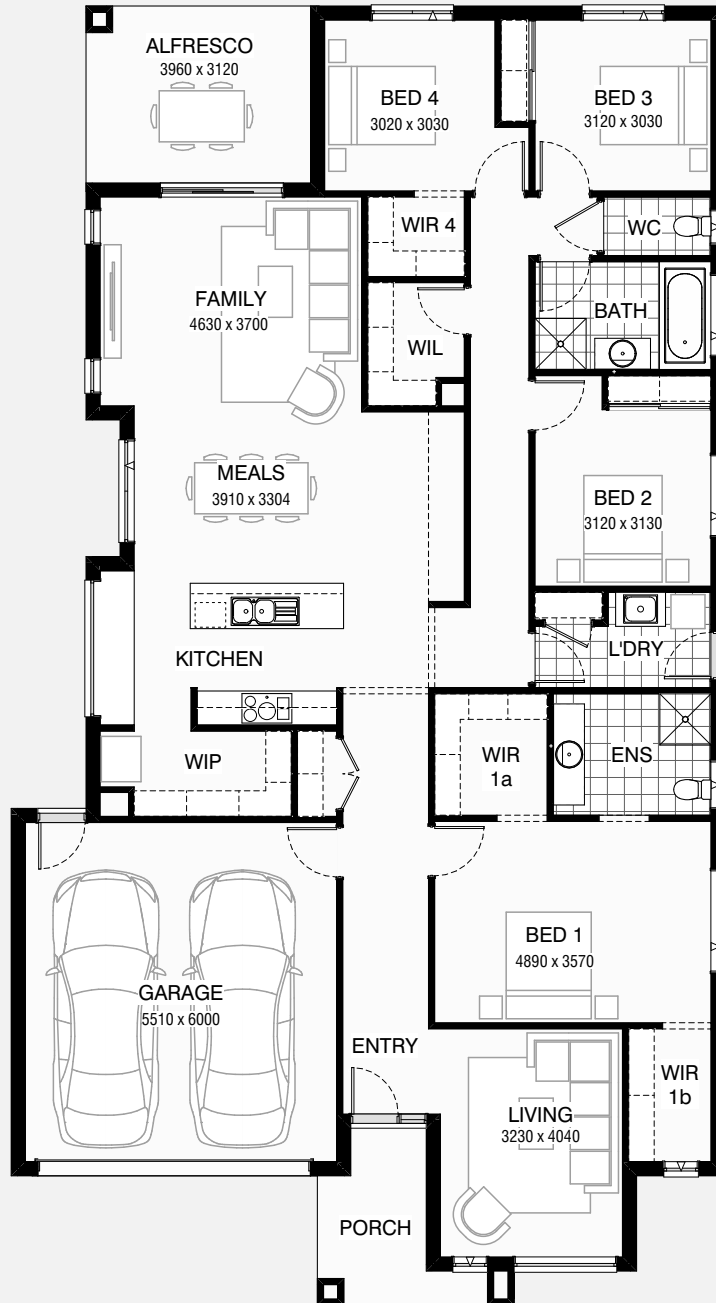 ALFRESCO
3960 x 3120
BED 4
3020 x 3030
BED 3
3120 x 3030
WIR 4
WC
FAMILY
4630 x 3700
WIL
BATH
MEALS
3910 x 3304
BED 2
3120 x 3130
KITCHEN
L'DRY
WIP
WIR
1a
ENS
BED 1
4890 x 3570
GARAGE
5510 x 6000
ENTRY
WIR
1b
LIVING
3230 x 4040
PORCH